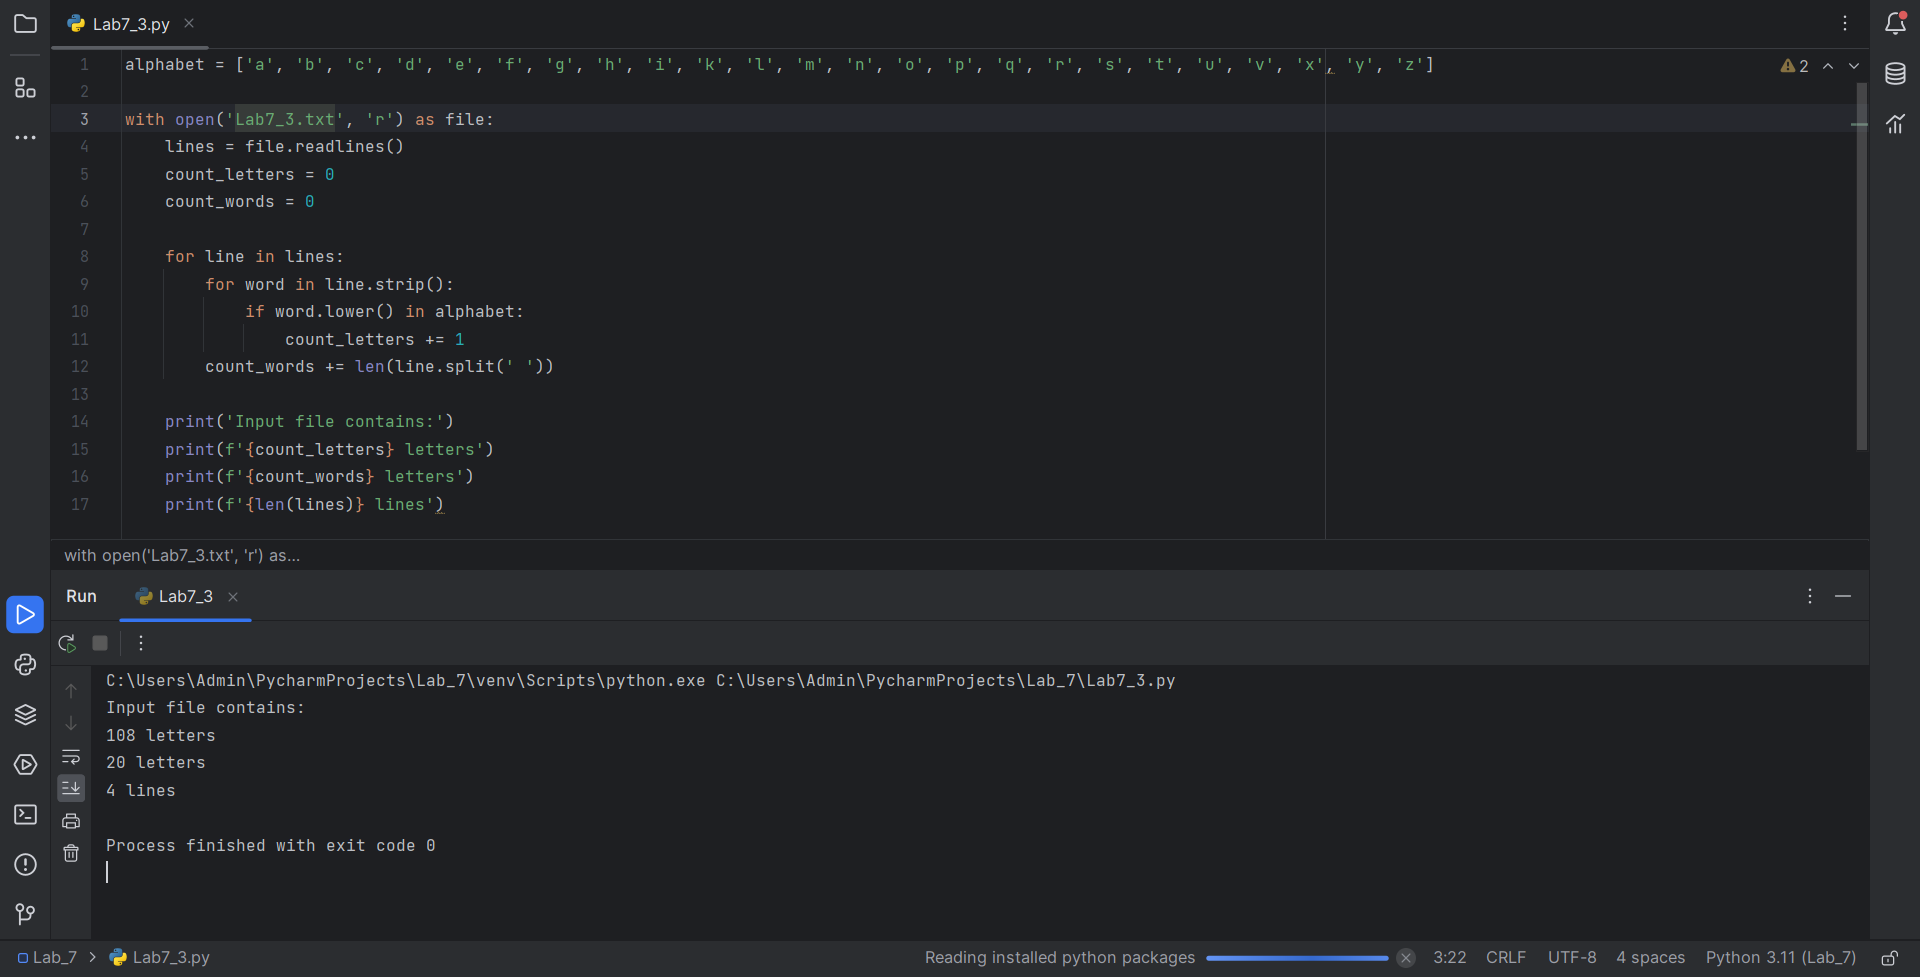 Lab7_3.py
1 alphabet = ['a', 'b', 'c', 'd', 'e', 'f', 'g', 'h', 'i', 'k', 'l', 'm', 'n', 'o', 'p', 'q', 'r', 's', 't', 'u', 'v', 'x', 'y', 'z']
2
3 with open('Lab7_3.txt', 'r') as file:
4     lines = file.readlines()
5     count_letters = 0
6     count_words = 0
7
8     for line in lines:
9         for word in line.strip():
10             if word.lower() in alphabet:
11                 count_letters += 1
12         count_words += len(line.split(' '))
13
14     print('Input file contains:')
15     print(f'{count_letters} letters')
16     print(f'{count_words} letters')
17     print(f'{len(lines)} lines')
2
with open('Lab7_3.txt', 'r') as...
Run Lab7_3
C:\Users\Admin\PycharmProjects\Lab_7\venv\Scripts\python.exe C:\Users\Admin\PycharmProjects\Lab_7\Lab7_3.py
Input file contains:
108 letters
20 letters
4 lines

Process finished with exit code 0
Lab_7 > Lab7_3.py Reading installed python packages 3:22 CRLF UTF-8 4 spaces Python 3.11 (Lab_7)